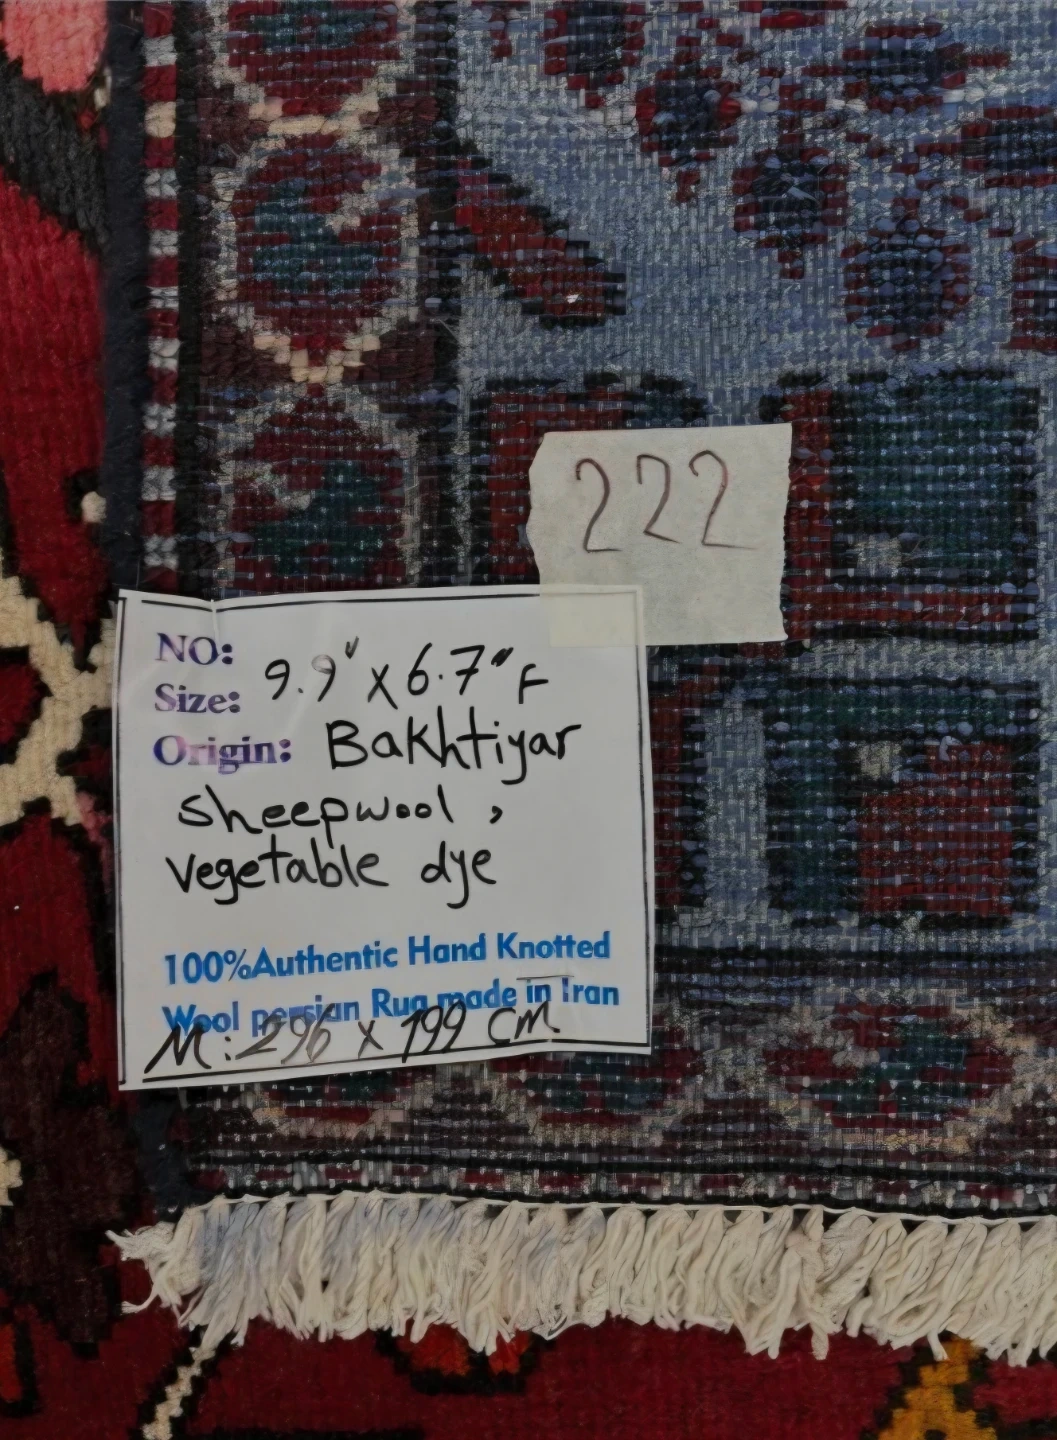 222
NO:
Size: 9.9" X 6.7" F
Origin: Bakhtiyar
sheepwool ,
vegetable dye
100%Authentic Hand Knotted
Wool persian Rug made in Iran
M: 296 x 199 cm